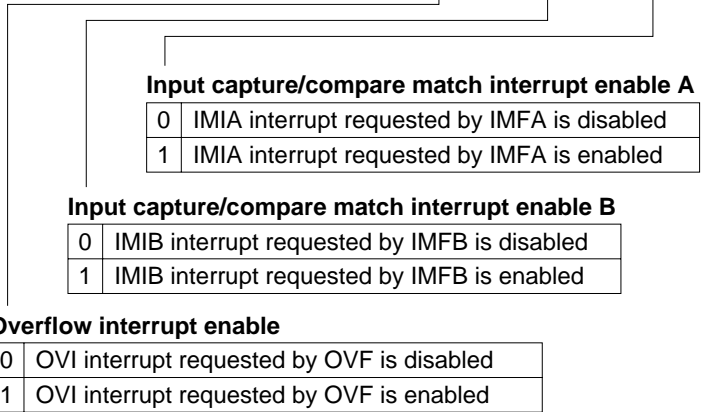 Input capture/compare match interrupt enable A
0 IMIA interrupt requested by IMFA is disabled
1 IMIA interrupt requested by IMFA is enabled
Input capture/compare match interrupt enable B
0 IMIB interrupt requested by IMFB is disabled
1 IMIB interrupt requested by IMFB is enabled
Overflow interrupt enable
0 OVI interrupt requested by OVF is disabled
1 OVI interrupt requested by OVF is enabled